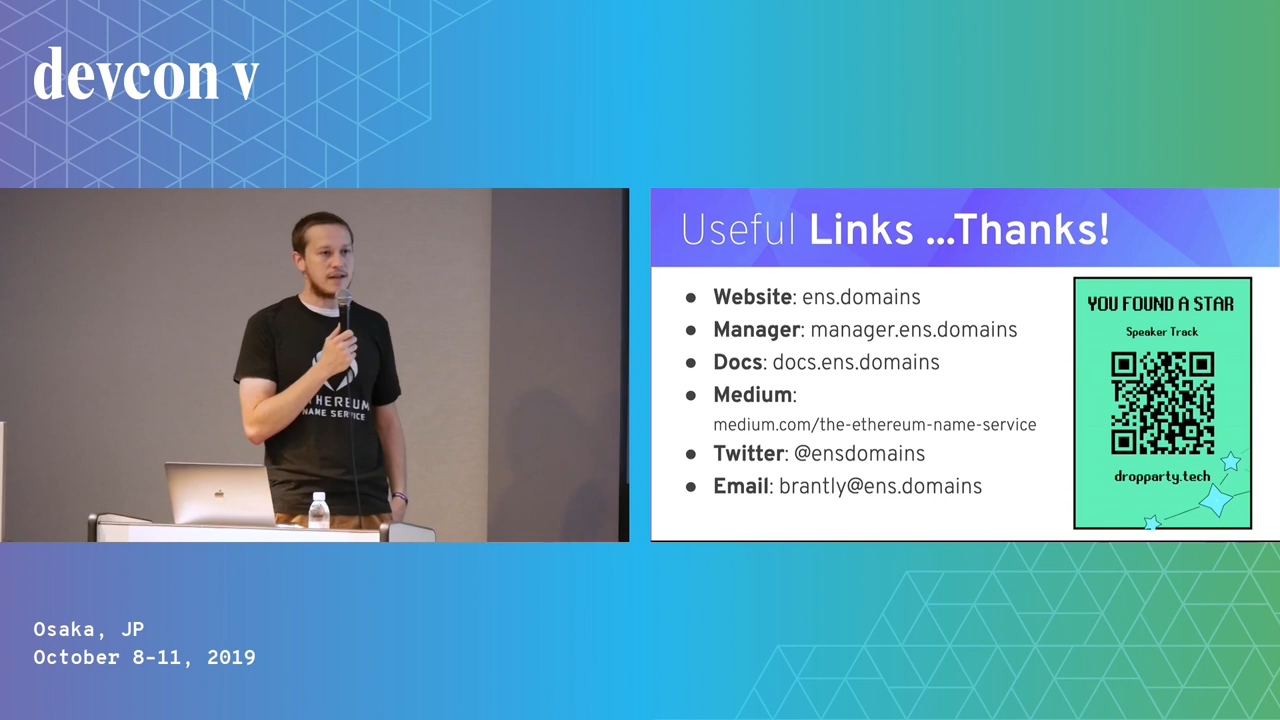 devcon v
THEREUM
NAME SERVICE
Useful Links ...Thanks!
● Website: ens.domains
● Manager: manager.ens.domains
● Docs: docs.ens.domains
● Medium:
medium.com/the-ethereum-name-service
● Twitter: @ensdomains
● Email: brantly@ens.domains
YOU FOUND A STAR
Speaker Track
dropparty.tech
Osaka, JP
October 8-11, 2019